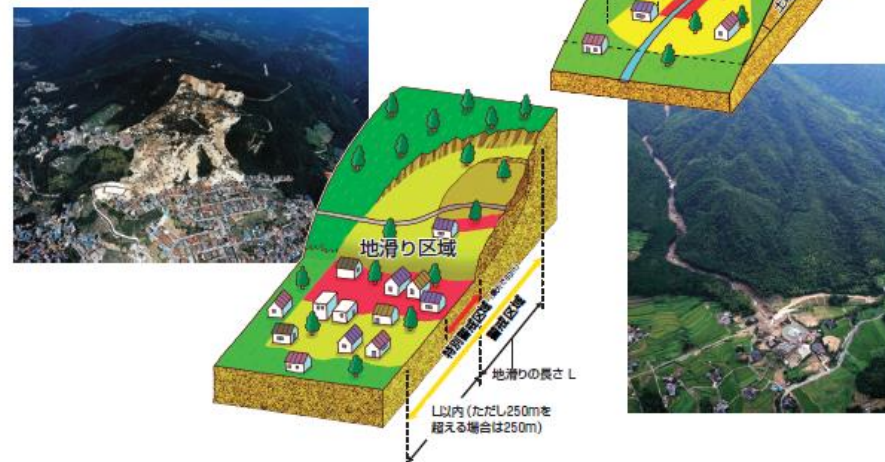 地滑り区域
特別警戒区域
警戒区域
地滑りの長さ L
L以内(ただし250mを
超える場合は250m)